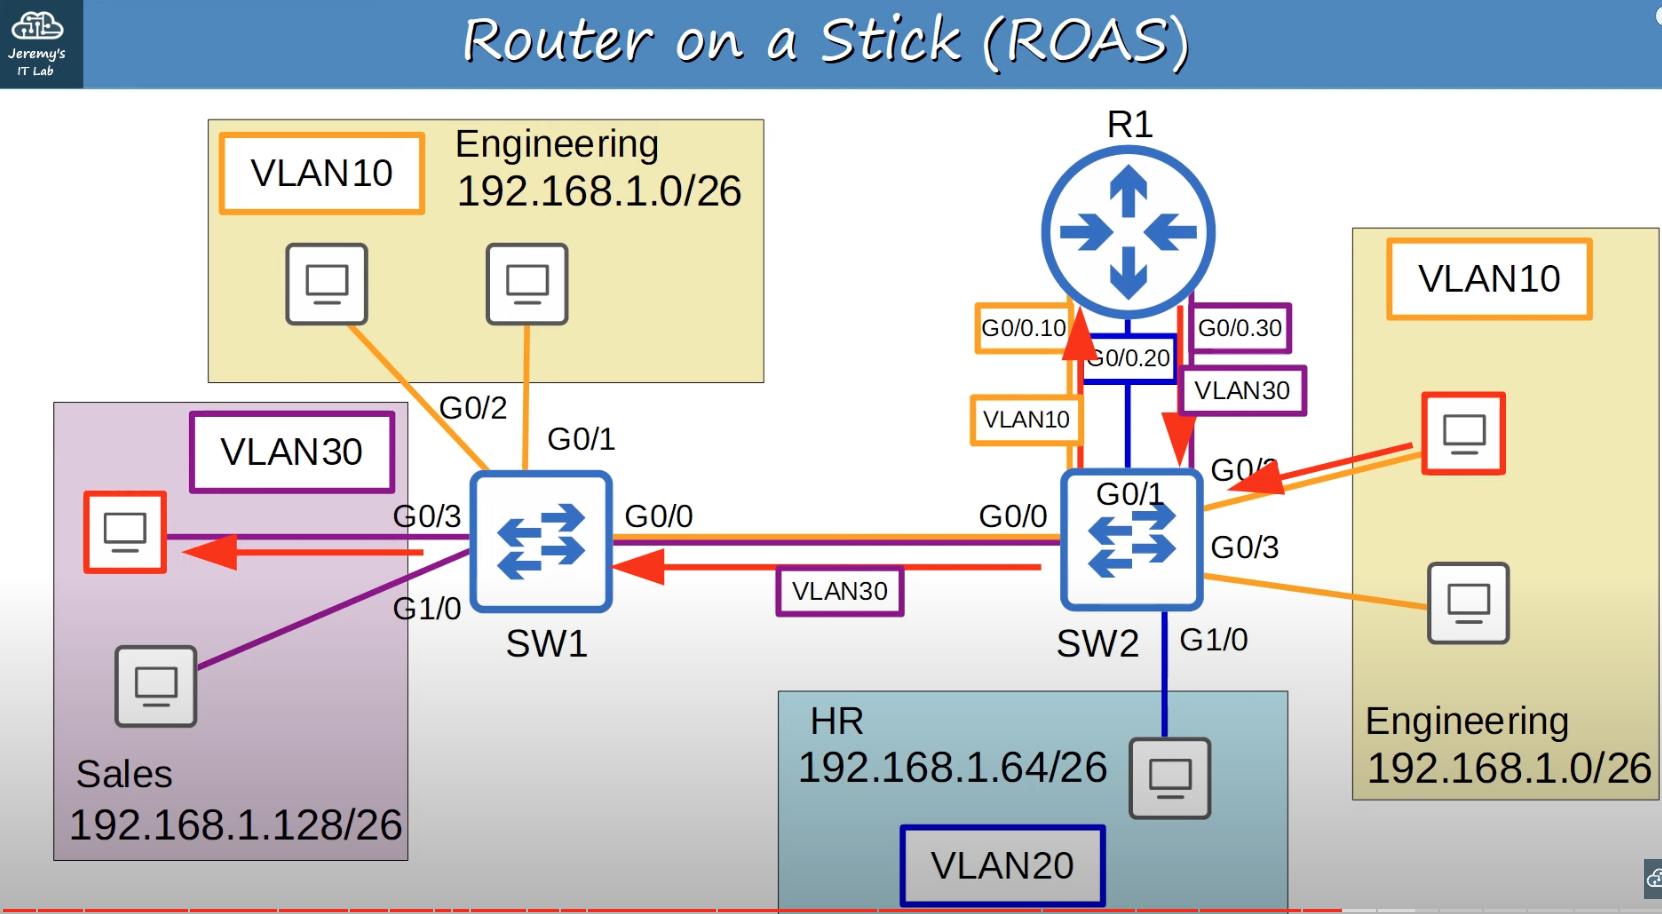 Jeremy's
IT Lab
Router on a Stick (ROAS)
VLAN10
Engineering
192.168.1.0/26
G0/2
G0/1
VLAN30
G0/3
G1/0
Sales
192.168.1.128/26
G0/0
SW1
VLAN30
G0/0
SW2
R1
G0/0.10
G0/0.20
G0/0.30
VLAN10
VLAN30
G0/1
G0/2
G0/3
G1/0
HR
192.168.1.64/26
VLAN20
VLAN10
Engineering
192.168.1.0/26